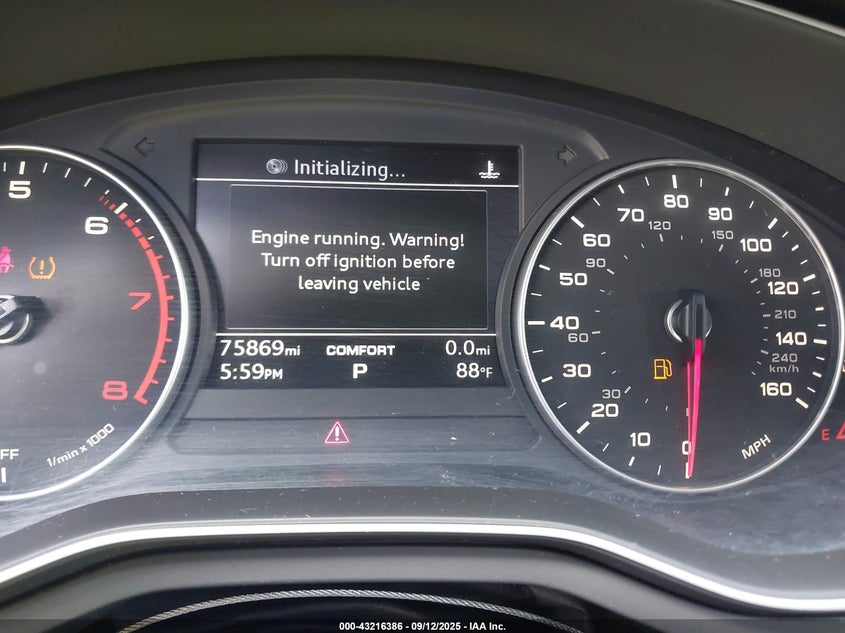 Initializing...
Engine running. Warning!
Turn off ignition before
leaving vehicle
75869mi COMFORT 0.0mi
5:59PM P 88°F
5
6
7
8
1/min x 1000
FF
0
10
20
30
40
50
60
70
80
90
100
120
140
160
30
60
90
120
150
180
210
240
km/h
MPH
E
000-43216386 - 09/12/2025 - IAA Inc.